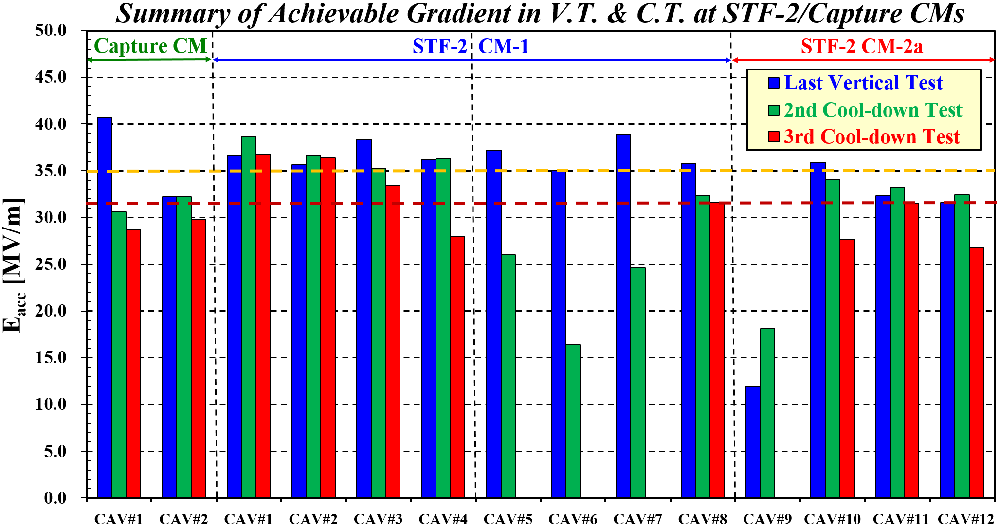 Summary of Achievable Gradient in V.T. & C.T. at STF-2/Capture CMs
Capture CM
STF-2 CM-1
STF-2 CM-2a
Last Vertical Test
2nd Cool-down Test
3rd Cool-down Test
Eacc [MV/m]
50.0
45.0
40.0
35.0
30.0
25.0
20.0
15.0
10.0
5.0
0.0
CAV#1 CAV#2 CAV#1 CAV#2 CAV#3 CAV#4 CAV#5 CAV#6 CAV#7 CAV#8 CAV#9 CAV#10 CAV#11 CAV#12